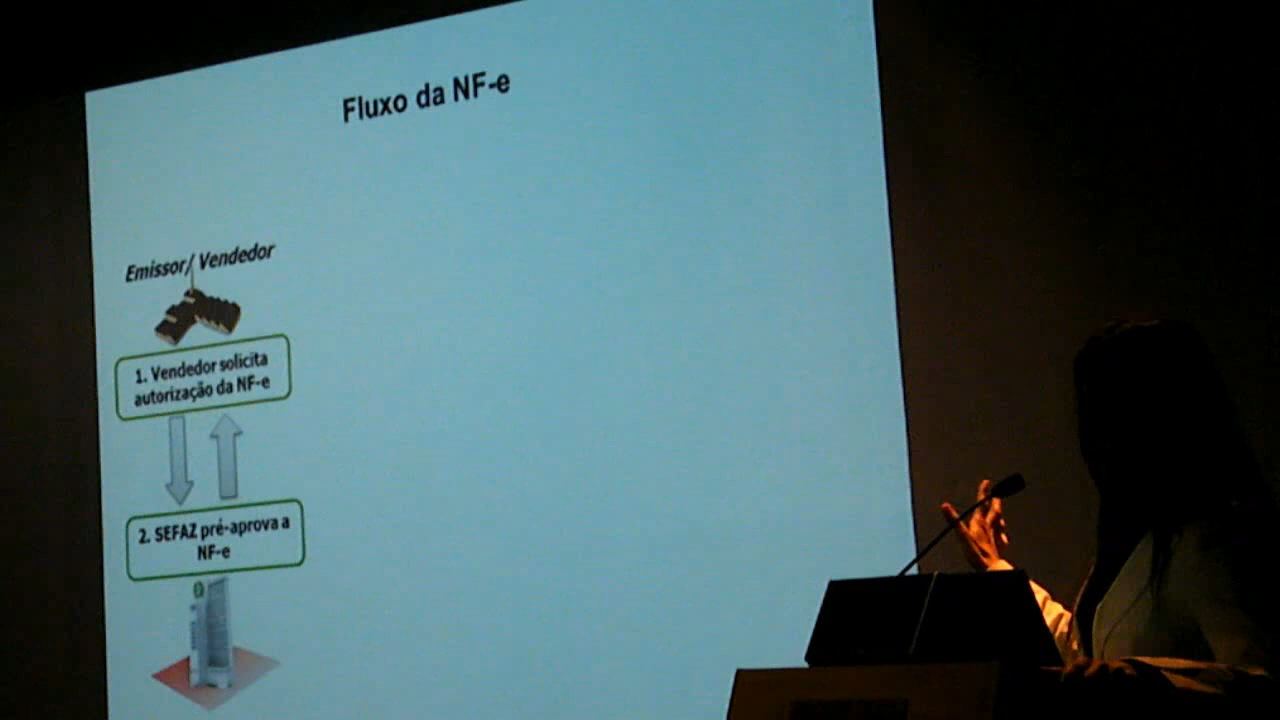 Fluxo da NF-e
Emissor/ Vendedor
1. Vendedor solicita
autorização da NF-e
2. SEFAZ pré-aprova a
NF-e